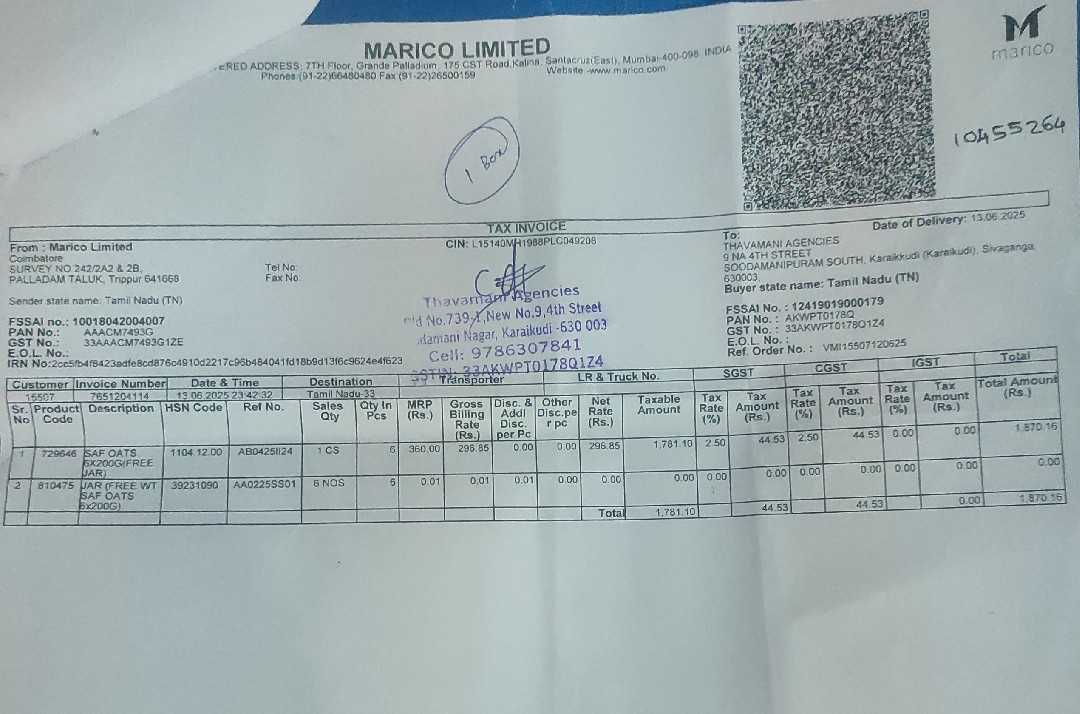 MARICO LIMITED
ERED ADDRESS: 7TH Floor, Grande Palladium, 175 CST Road,Kalina, Santacruz(East), Mumbai-400-098, INDIA
Phones:(91-22)66480480 Fax:(91-22)26500159 Website -www.marico.com
marico
10455264
1 Box
TAX INVOICE
CIN: L15140MH1988PLC049208
Date of Delivery: 13.06.2025
From : Marico Limited
Coimbatore
SURVEY NO 242/2A2 & 2B,
PALLADAM TALUK, Trippur 641668
Tel No:
Fax No:
Sender state name: Tamil Nadu (TN)
FSSAI no.: 10018042004007
PAN No.: AAACM7493G
GST No.: 33AAACM7493G1ZE
E.O.L. No.:
IRN No:
Thavamani Agencies
No.739-1,New No.9,4th Street
Nagar, Karaikudi -630 003
Cell: 9786307841
GSTIN: 33AKWPT0178Q1Z4
To:
THAVAMANI AGENCIES
9 NA 4TH STREET
SOODAMANIPURAM SOUTH, Karaikkudi (Karaikudi), Sivaganga,
630003
Buyer state name: Tamil Nadu (TN)
FSSAI No. : 12419019000179
PAN No. : AKWPT0178Q
GST No. : 33AKWPT0178Q1Z4
E.O.L. No. :
Ref. Order No. : VMI15507120625
Customer Invoice Number Date & Time Destination Transporter LR & Truck No. SGST CGST IGST Total
15507 7651204114 13.06.2025 23:42:32 Tamil Nadu-33
Sr. No Product Code Description HSN Code Ref No. Sales Qty Qty In Pcs MRP (Rs.) Gross Billing Rate (Rs.) Disc. & Addl Disc. per Pc Other Disc.pe r pc Net Rate (Rs.) Taxable Amount Tax Rate (%) Tax Amount (Rs.) Tax Rate (%) Tax Amount (Rs.) Tax Rate (%) Tax Amount (Rs.) Total Amount (Rs.)
1 729646 SAF OATS 6X200G(FREE JAR) 1104.12.00 AB0425II24 1 CS 6 360.00 296.85 0.00 0.00 296.85 1,781.10 2.50 44.53 2.50 44.53 0.00 0.00 1,870.16
2 810475 JAR (FREE WT SAF OATS 6x200G) 39231090 AA0225SS01 6 NOS 6 0.01 0.01 0.01 0.00 0.00 0.00 0.00 0.00 0.00 0.00 0.00 0.00 0.00
Total 1,781.10 44.53 44.53 0.00 1,870.16